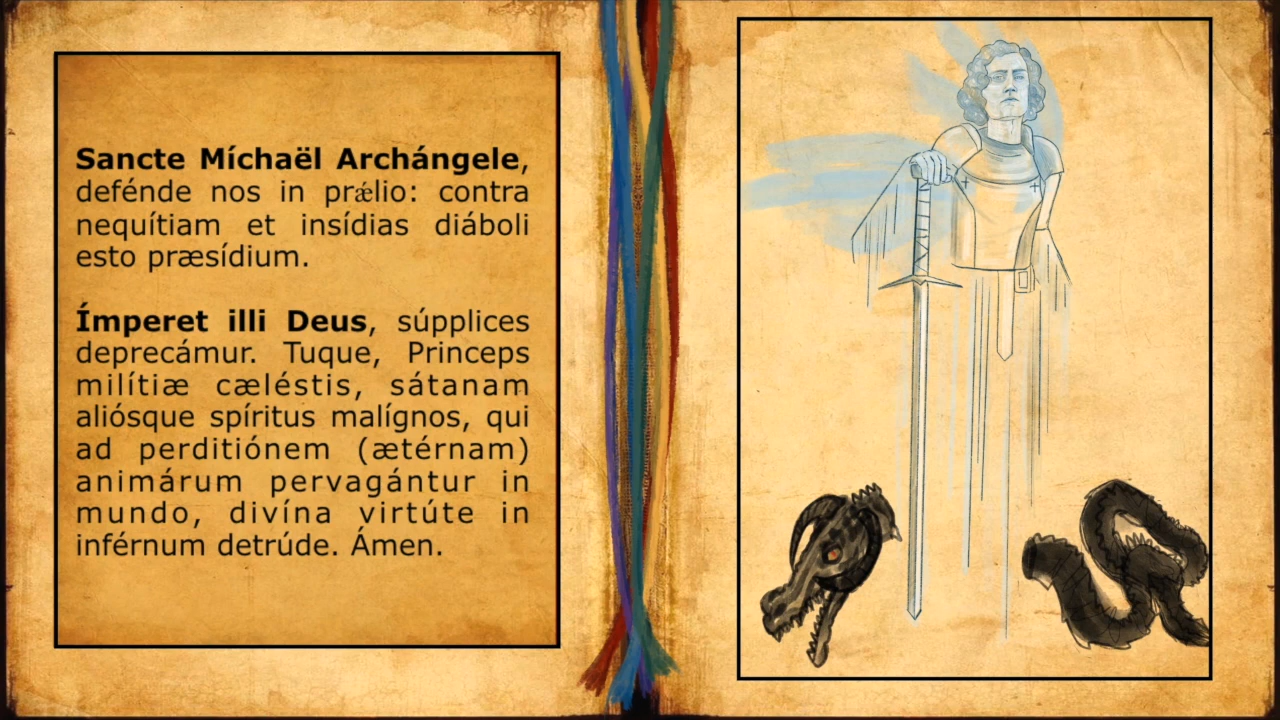 Sancte Míchaël Archángele,
defénde nos in prǽlio: contra
nequítiam et insídias diáboli
esto præsídium.
Ímperet illi Deus, súpplices
deprecámur. Tuque, Princeps
milítiæ cæléstis, sátanam
aliósque spíritus malígnos, qui
ad perditiónem (ætérnam)
animárum pervagántur in
mundo, divína virtúte in
inférnum detrúde. Ámen.